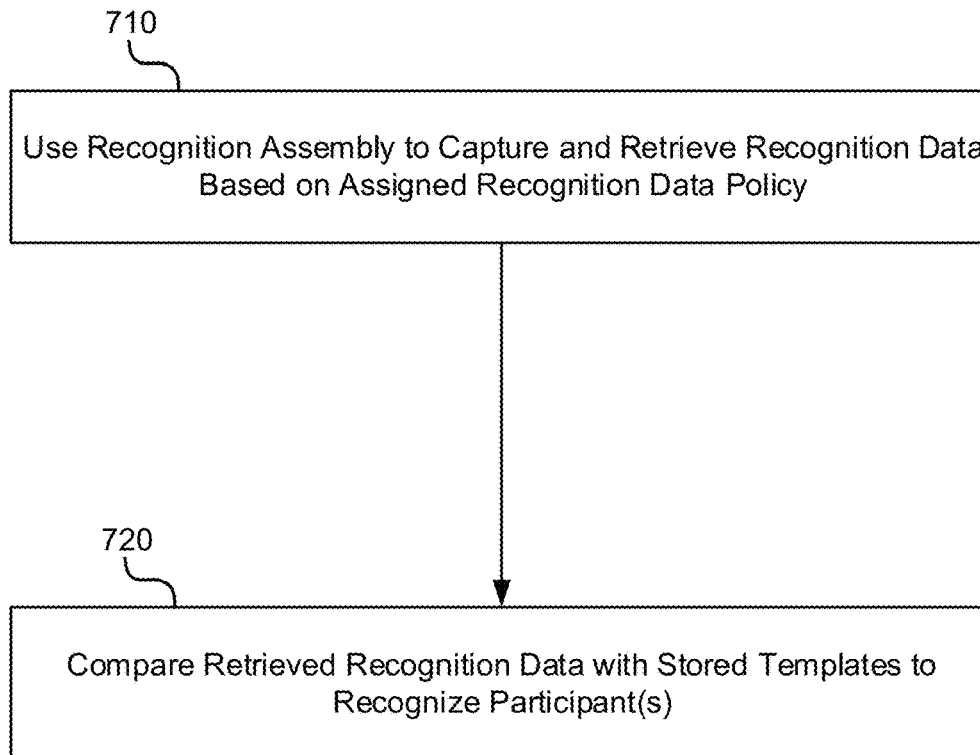 710
Use Recognition Assembly to Capture and Retrieve Recognition Data
Based on Assigned Recognition Data Policy
720
Compare Retrieved Recognition Data with Stored Templates to
Recognize Participant(s)